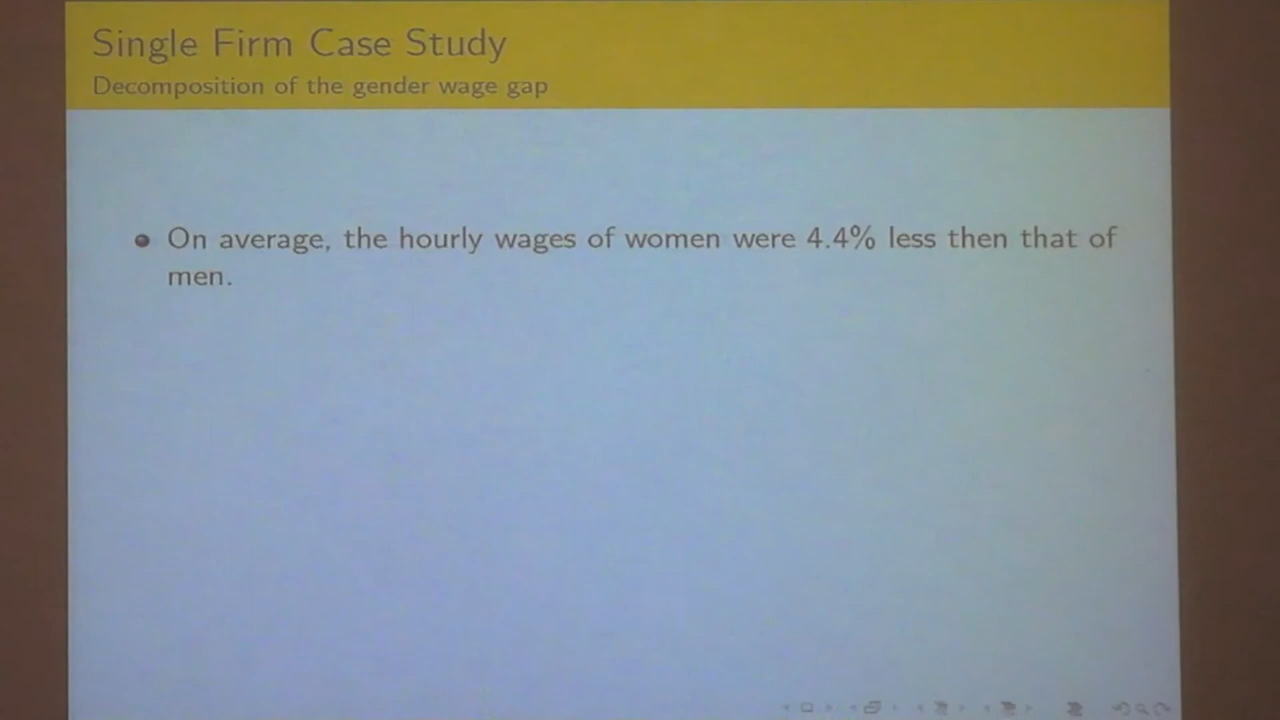 Single Firm Case Study
Decomposition of the gender wage gap
On average, the hourly wages of women were 4.4% less then that of
men.